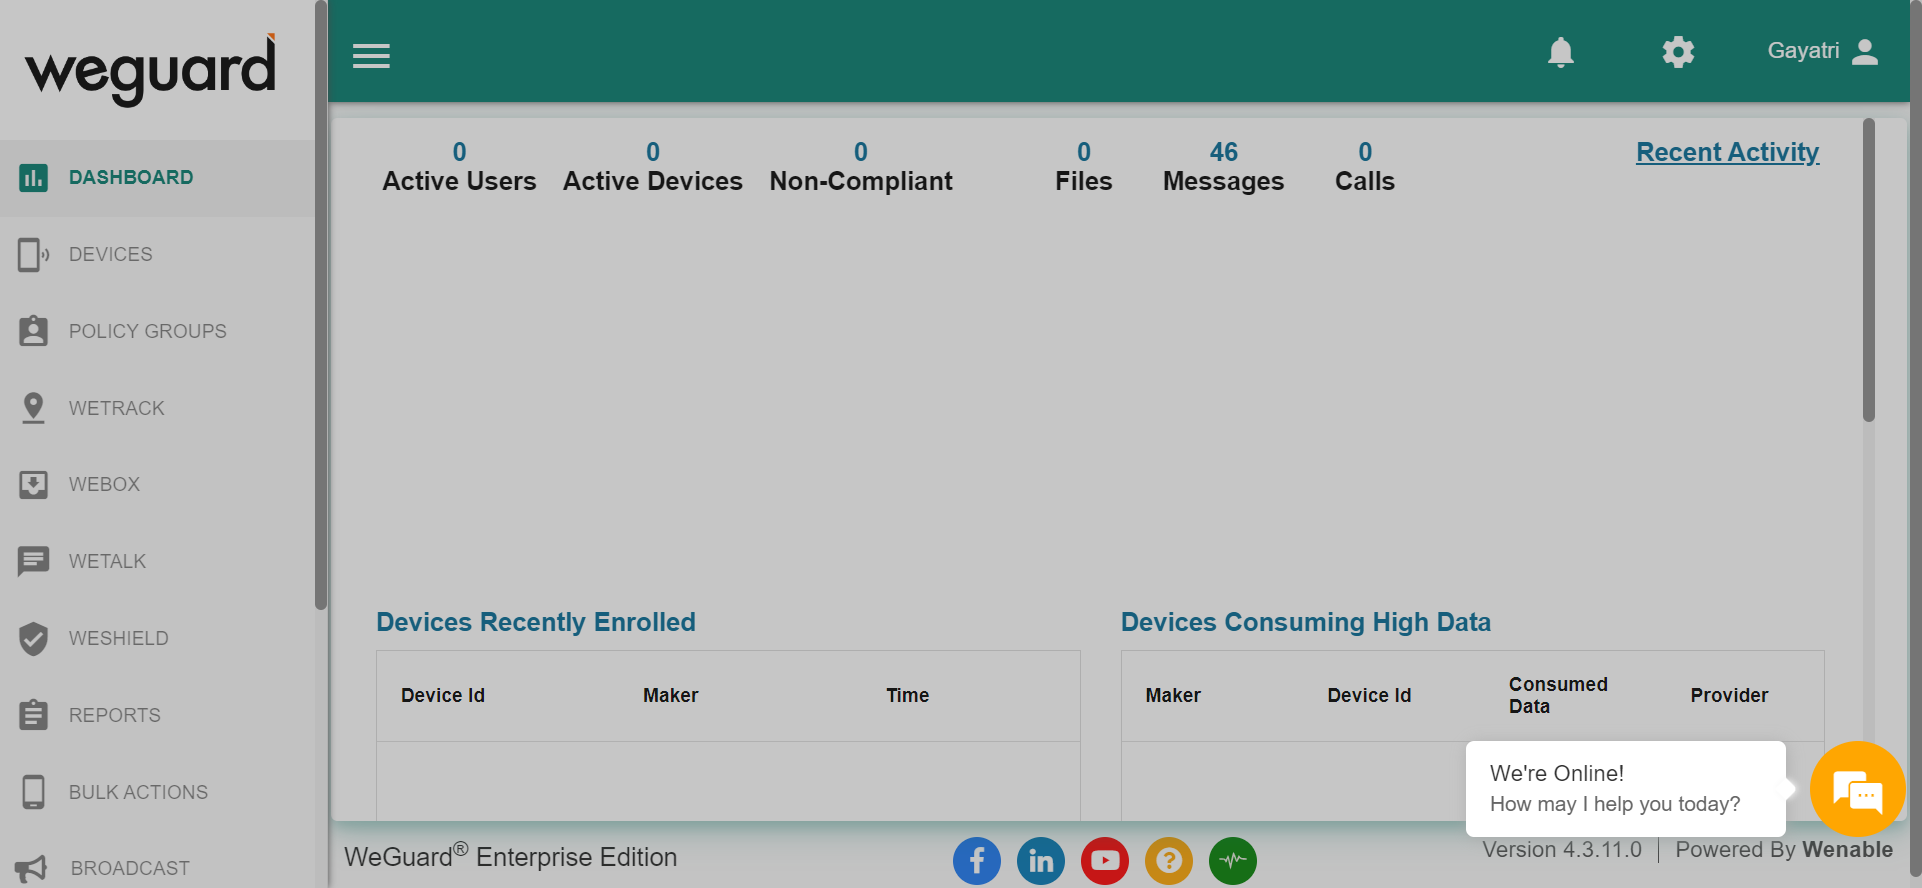 weguard
Gayatri
DASHBOARD
DEVICES
POLICY GROUPS
WETRACK
WEBOX
WETALK
WESHIELD
REPORTS
BULK ACTIONS
BROADCAST
0 0 0 0 46 0
Active Users Active Devices Non-Compliant Files Messages Calls
Recent Activity
Devices Recently Enrolled
Device Id Maker Time
Devices Consuming High Data
Maker Device Id Consumed Data Provider
We're Online!
How may I help you today?
WeGuard® Enterprise Edition
Version 4.3.11.0 | Powered By Wenable